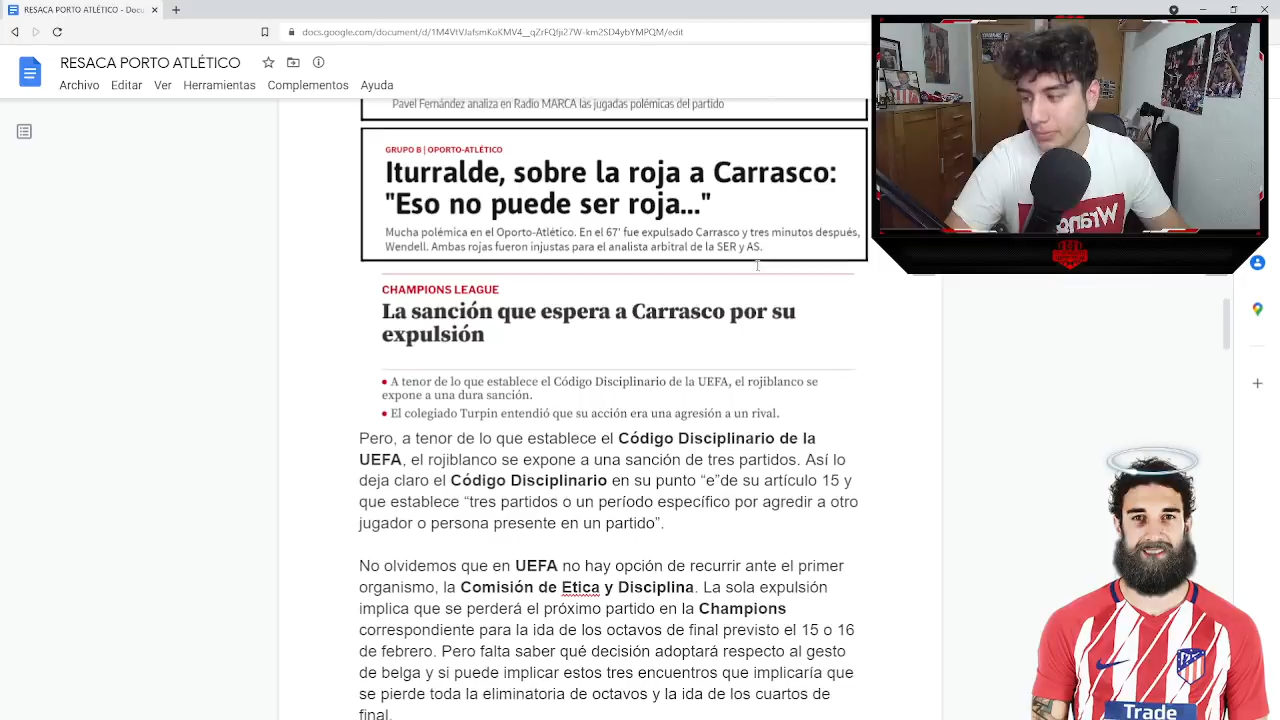 RESACA PORTO ATLÉTICO - Docu
docs.google.com/document/d/1M4VtVJafsmKoKMV4__qZrFQfji27W-km2SD4ybYMPQM/edit
RESACA PORTO ATLÉTICO
Archivo Editar Ver Herramientas Complementos Ayuda
Pavel Fernández analiza en Radio MARCA las jugadas polémicas del partido
GRUPO B | OPORTO-ATLÉTICO
Iturralde, sobre la roja a Carrasco:
"Eso no puede ser roja..."
Mucha polémica en el Oporto-Atlético. En el 67' fue expulsado Carrasco y tres minutos después,
Wendell. Ambas rojas fueron injustas para el analista arbitral de la SER y AS.
CHAMPIONS LEAGUE
La sanción que espera a Carrasco por su
expulsión
A tenor de lo que establece el Código Disciplinario de la UEFA, el rojiblanco se
expone a una dura sanción.
El colegiado Turpin entendió que su acción era una agresión a un rival.
Pero, a tenor de lo que establece el Código Disciplinario de la
UEFA, el rojiblanco se expone a una sanción de tres partidos. Así lo
deja claro el Código Disciplinario en su punto “e”de su artículo 15 y
que establece “tres partidos o un período específico por agredir a otro
jugador o persona presente en un partido”.
No olvidemos que en UEFA no hay opción de recurrir ante el primer
organismo, la Comisión de Etica y Disciplina. La sola expulsión
implica que se perderá el próximo partido en la Champions
correspondiente para la ida de los octavos de final previsto el 15 o 16
de febrero. Pero falta saber qué decisión adoptará respecto al gesto
de belga y si puede implicar estos tres encuentros que implicaría que
se pierde toda la eliminatoria de octavos y la ida de los cuartos de
final.
Trade